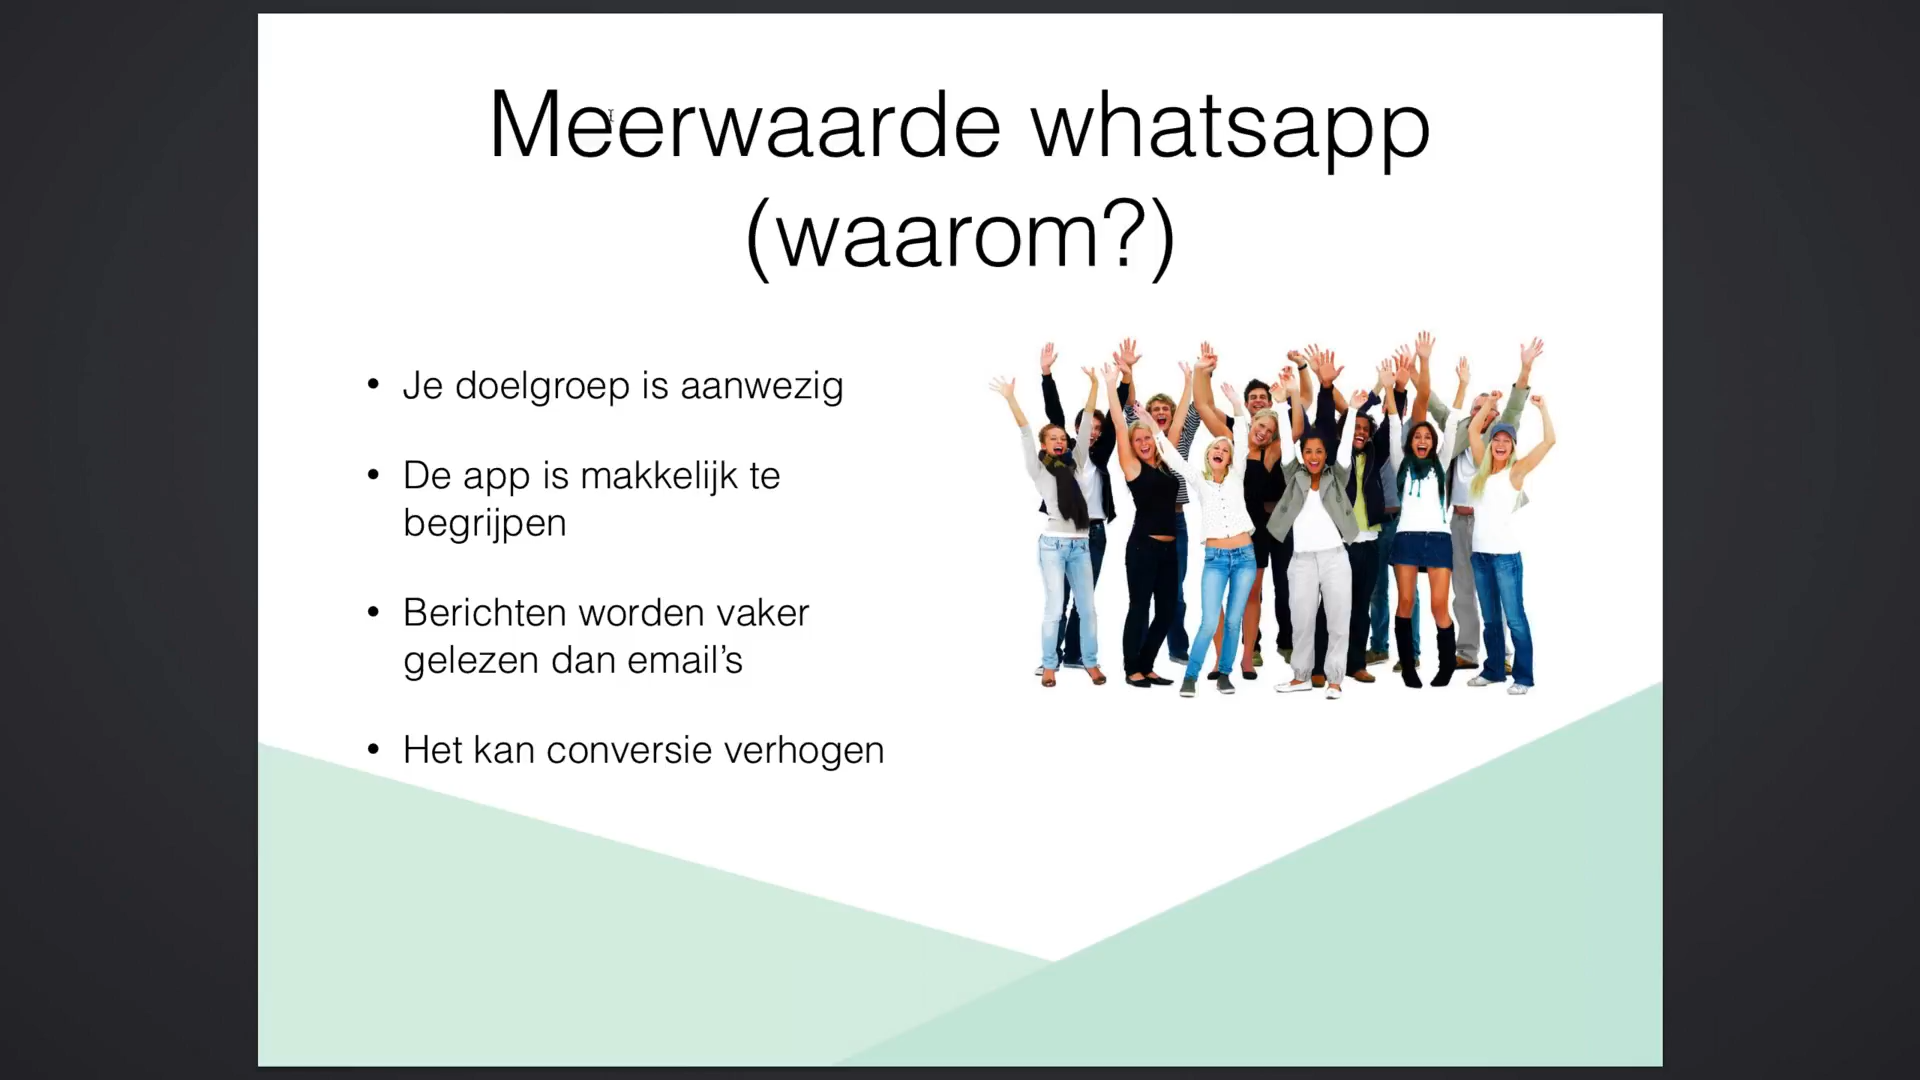 Meerwaarde whatsapp
(waarom?)
• Je doelgroep is aanwezig
• De app is makkelijk te
begrijpen
• Berichten worden vaker
gelezen dan email’s
• Het kan conversie verhogen